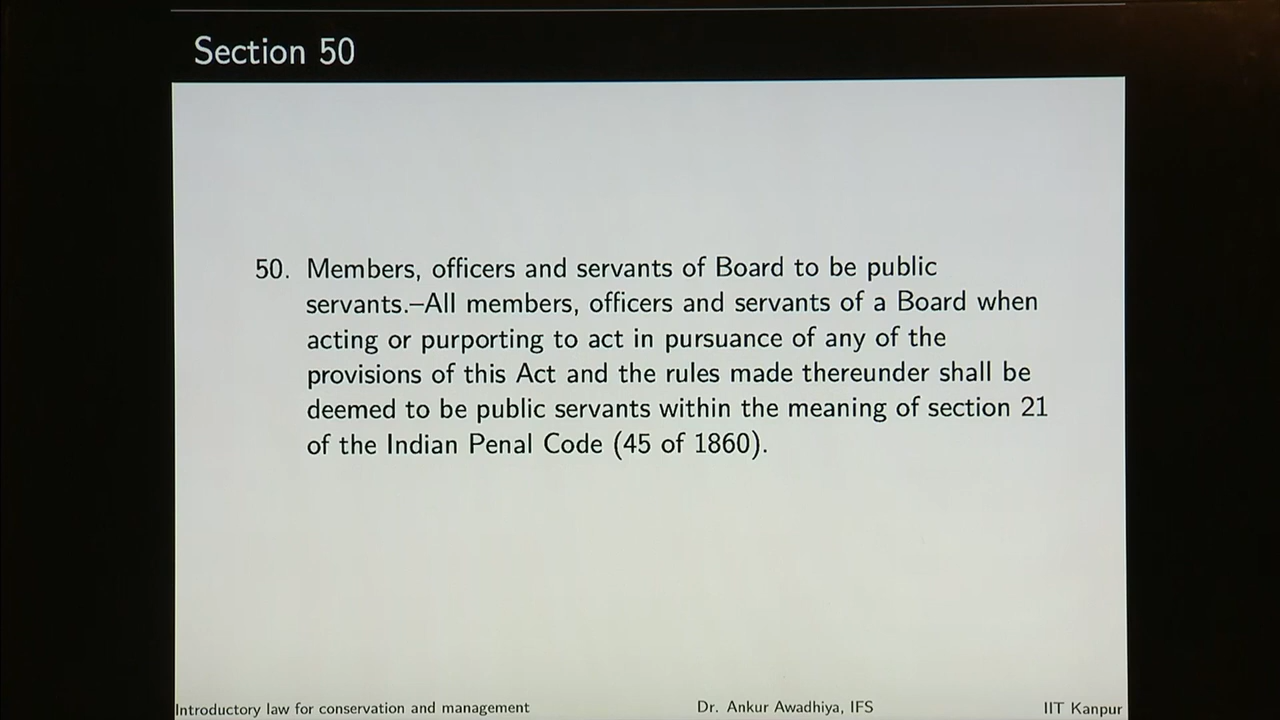 Section 50
50. Members, officers and servants of Board to be public
servants.–All members, officers and servants of a Board when
acting or purporting to act in pursuance of any of the
provisions of this Act and the rules made thereunder shall be
deemed to be public servants within the meaning of section 21
of the Indian Penal Code (45 of 1860).
Introductory law for conservation and management Dr. Ankur Awadhiya, IFS IIT Kanpur